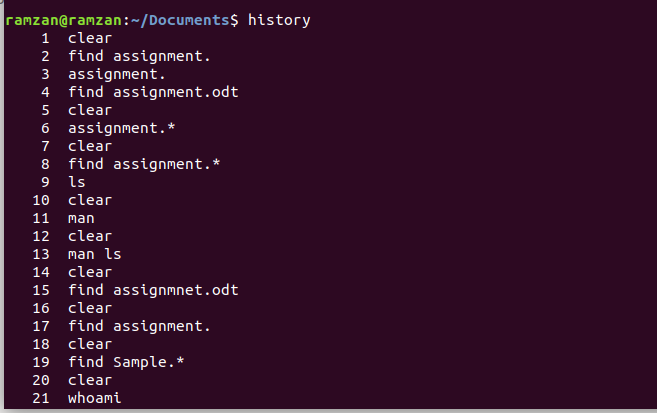 ramzan@ramzan:~/Documents$ history
1 clear
2 find assignment.
3 assignment.
4 find assignment.odt
5 clear
6 assignment.*
7 clear
8 find assignment.*
9 ls
10 clear
11 man
12 clear
13 man ls
14 clear
15 find assignmnet.odt
16 clear
17 find assignment.
18 clear
19 find Sample.*
20 clear
21 whoami